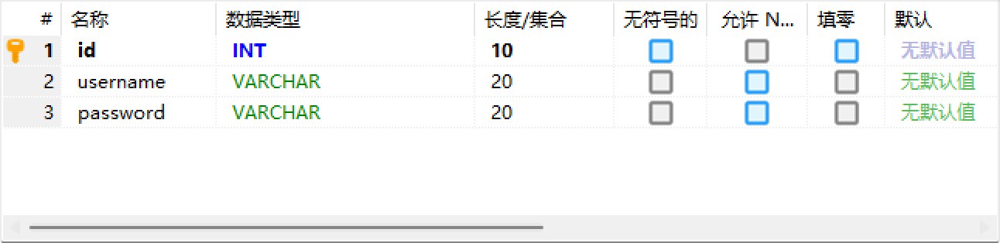 # 名称 数据类型 长度/集合 无符号的 允许 N... 填零 默认
1 id INT 10 无默认值
2 username VARCHAR 20 无默认值
3 password VARCHAR 20 无默认值